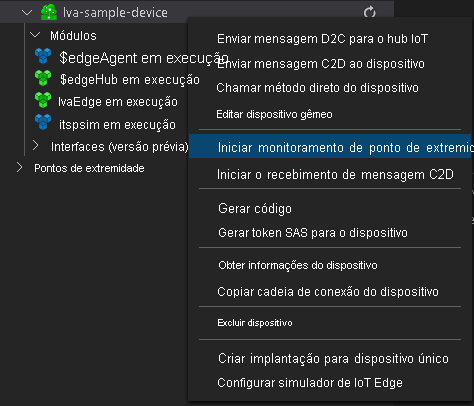 lva-sample-device
Módulos
$edgeAgent em execução
$edgeHub em execução
lvaEdge em execução
itspsim em execução
Interfaces (versão prévia)
Pontos de extremidade
Enviar mensagem D2C para o hub IoT
Enviar mensagem C2D ao dispositivo
Chamar método direto do dispositivo
Editar dispositivo gêmeo
Iniciar monitoramento de ponto de extremid
Iniciar o recebimento de mensagem C2D
Gerar código
Gerar token SAS para o dispositivo
Obter informações do dispositivo
Copiar cadeia de conexão do dispositivo
Excluir dispositivo
Criar implantação para dispositivo único
Configurar simulador de IoT Edge